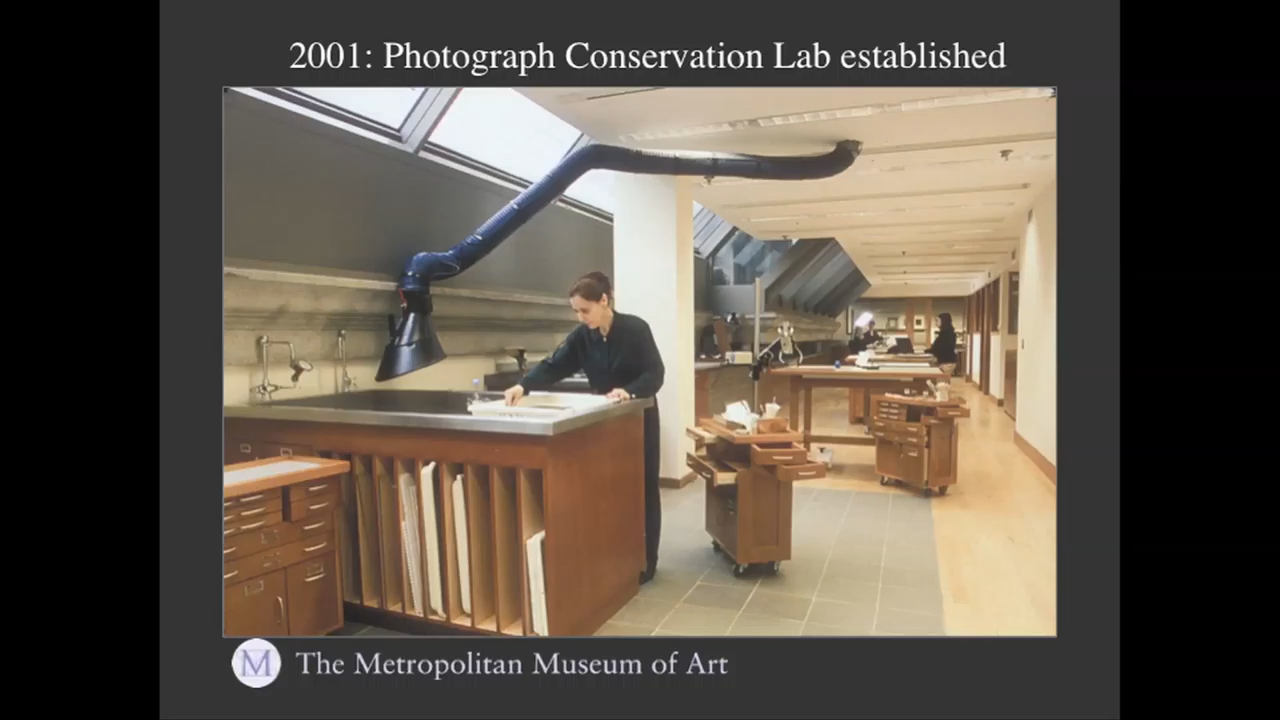 2001: Photograph Conservation Lab established
M The Metropolitan Museum of Art